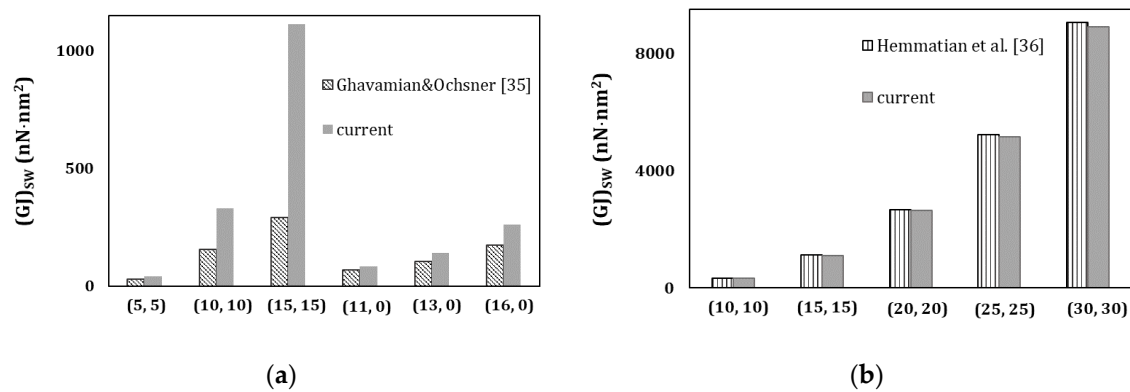 1000
500
0
(GJ)SW (nN·nm²)
Ghavamian&Ochsner [35]
current
(5, 5) (10, 10) (15, 15) (11, 0) (13, 0) (16, 0)
(a)
8000
4000
0
(GJ)SW (nN·nm²)
Hemmatian et al. [36]
current
(10, 10) (15, 15) (20, 20) (25, 25) (30, 30)
(b)